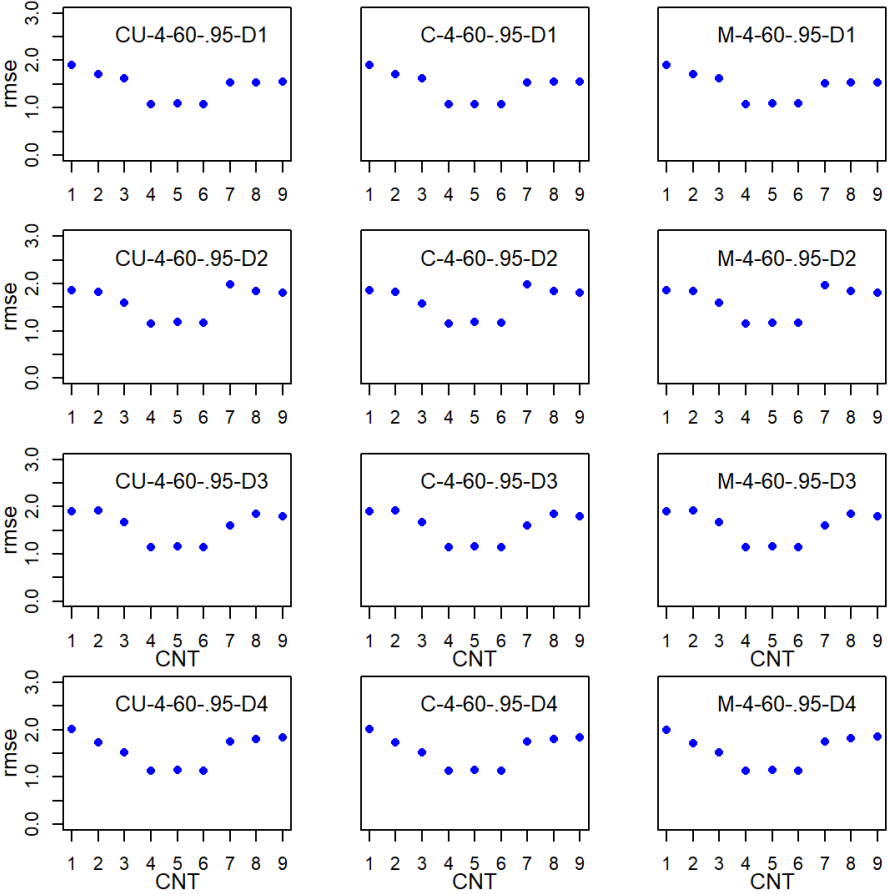 CU-4-60-.95-D1
C-4-60-.95-D1
M-4-60-.95-D1
rmse
0.0 1.0 2.0 3.0
1 2 3 4 5 6 7 8 9
1 2 3 4 5 6 7 8 9
1 2 3 4 5 6 7 8 9
CU-4-60-.95-D2
C-4-60-.95-D2
M-4-60-.95-D2
rmse
0.0 1.0 2.0 3.0
1 2 3 4 5 6 7 8 9
1 2 3 4 5 6 7 8 9
1 2 3 4 5 6 7 8 9
CU-4-60-.95-D3
C-4-60-.95-D3
M-4-60-.95-D3
rmse
0.0 1.0 2.0 3.0
1 2 3 4 5 6 7 8 9
1 2 3 4 5 6 7 8 9
1 2 3 4 5 6 7 8 9
CNT
CNT
CNT
CU-4-60-.95-D4
C-4-60-.95-D4
M-4-60-.95-D4
rmse
0.0 1.0 2.0 3.0
1 2 3 4 5 6 7 8 9
1 2 3 4 5 6 7 8 9
1 2 3 4 5 6 7 8 9
CNT
CNT
CNT